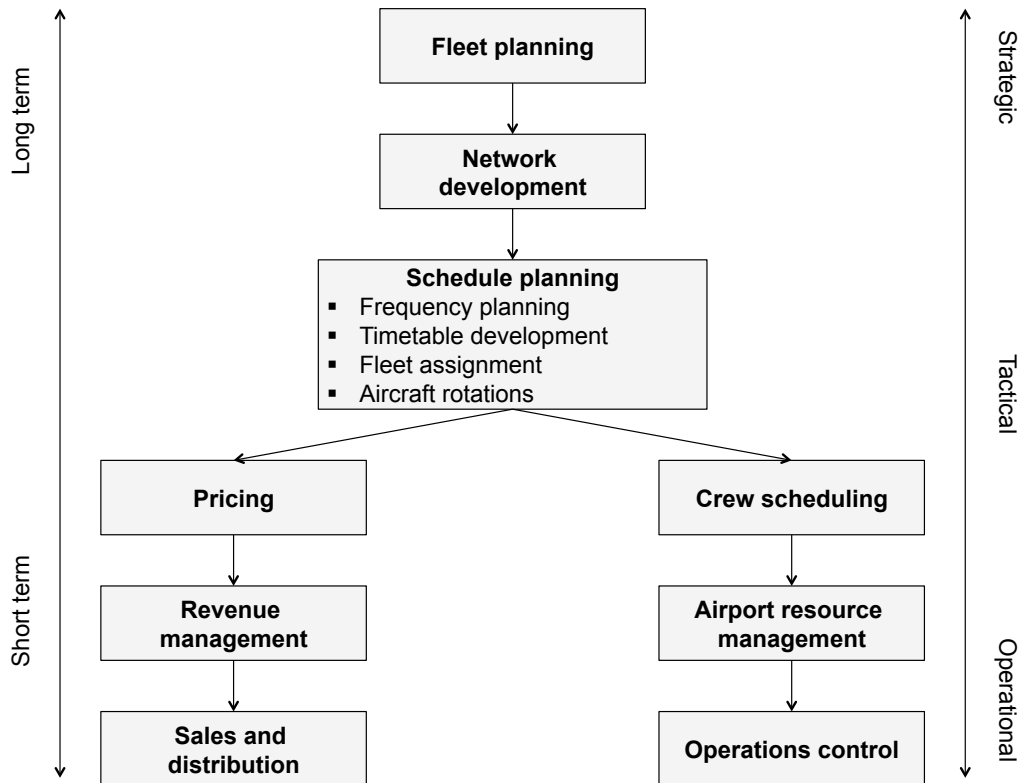 Fleet planning
Network
development
Schedule planning
▪ Frequency planning
▪ Timetable development
▪ Fleet assignment
▪ Aircraft rotations
Pricing
Crew scheduling
Revenue
management
Airport resource
management
Sales and
distribution
Operations control
Long term
Short term
Strategic
Tactical
Operational